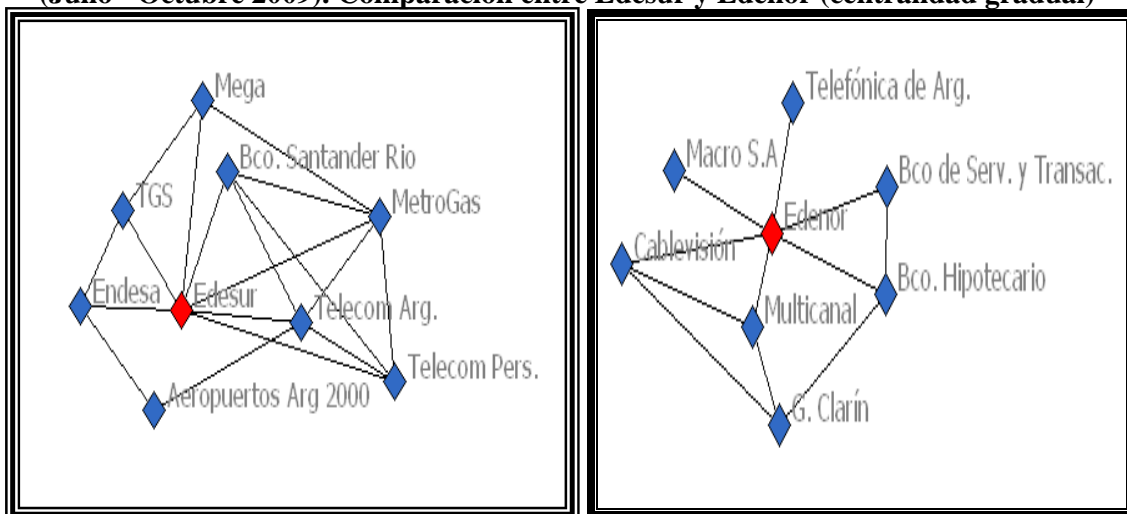 (Julio - Octubre 2009). Comparación entre Edesur y Edenor (centralidad gradual)
Mega
Bco. Santander Rio
TGS
MetroGas
Endesa
Edesur
Telecom Arg.
Telecom Pers.
Aeropuertos Arg 2000
Telefónica de Arg.
Macro S.A
Bco de Serv. y Transac.
Edenor
Cablevisión
Bco. Hipotecario
Multicanal
G. Clarín